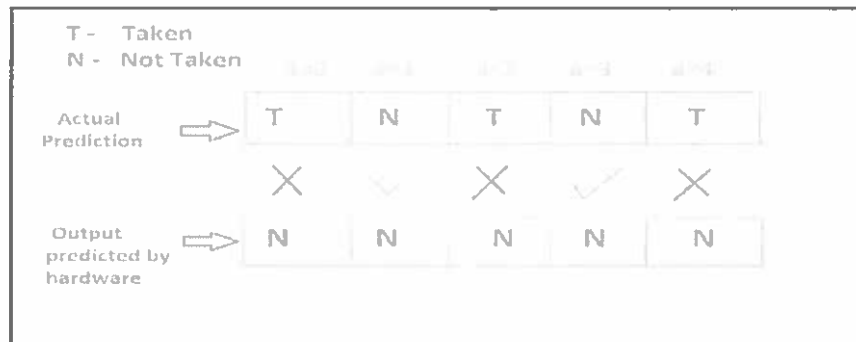 T - Taken
N - Not Taken
Actual Prediction
T N T N T
Output predicted by hardware
N N N N N